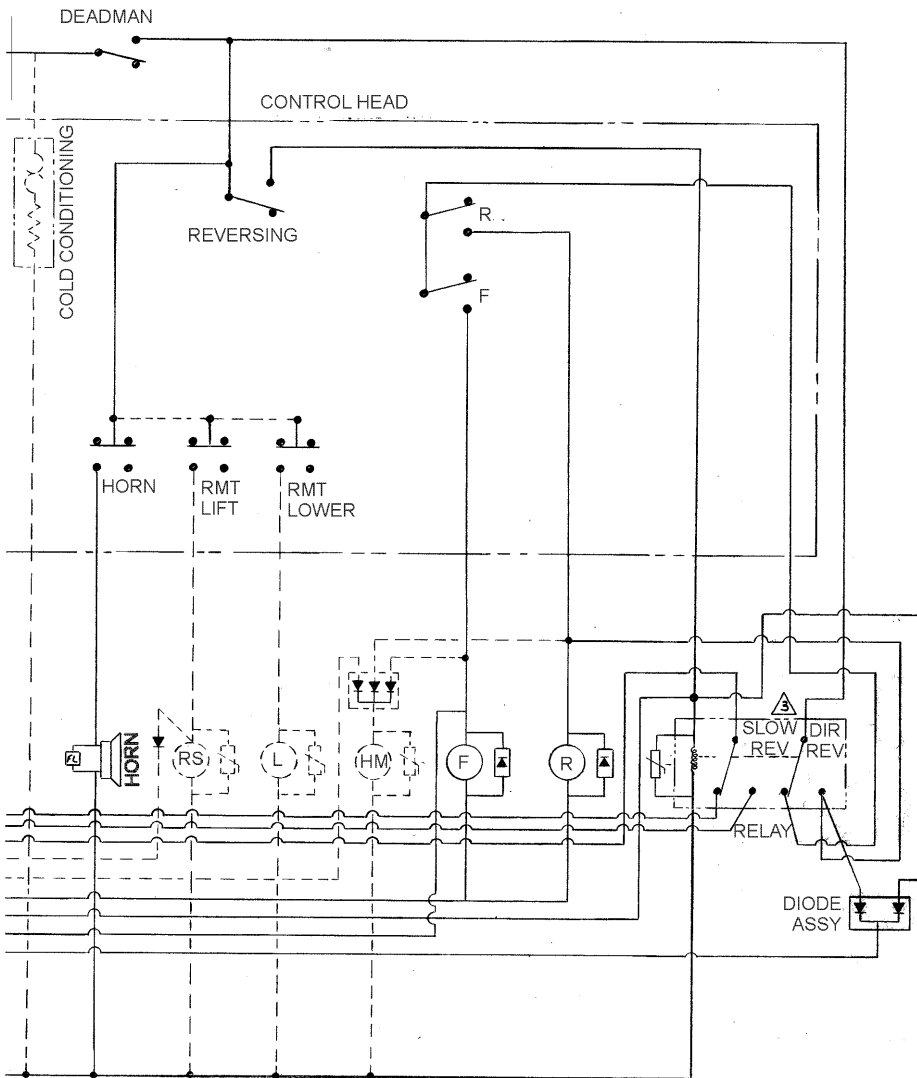 DEADMAN
CONTROL HEAD
COLD CONDITIONING
REVERSING
R
F
HORN
RMT
LIFT
RMT
LOWER
3
SLOW
REV
DIR
REV
FL
HORN
RS
L
HM
F
R
RELAY
DIODE
ASSY